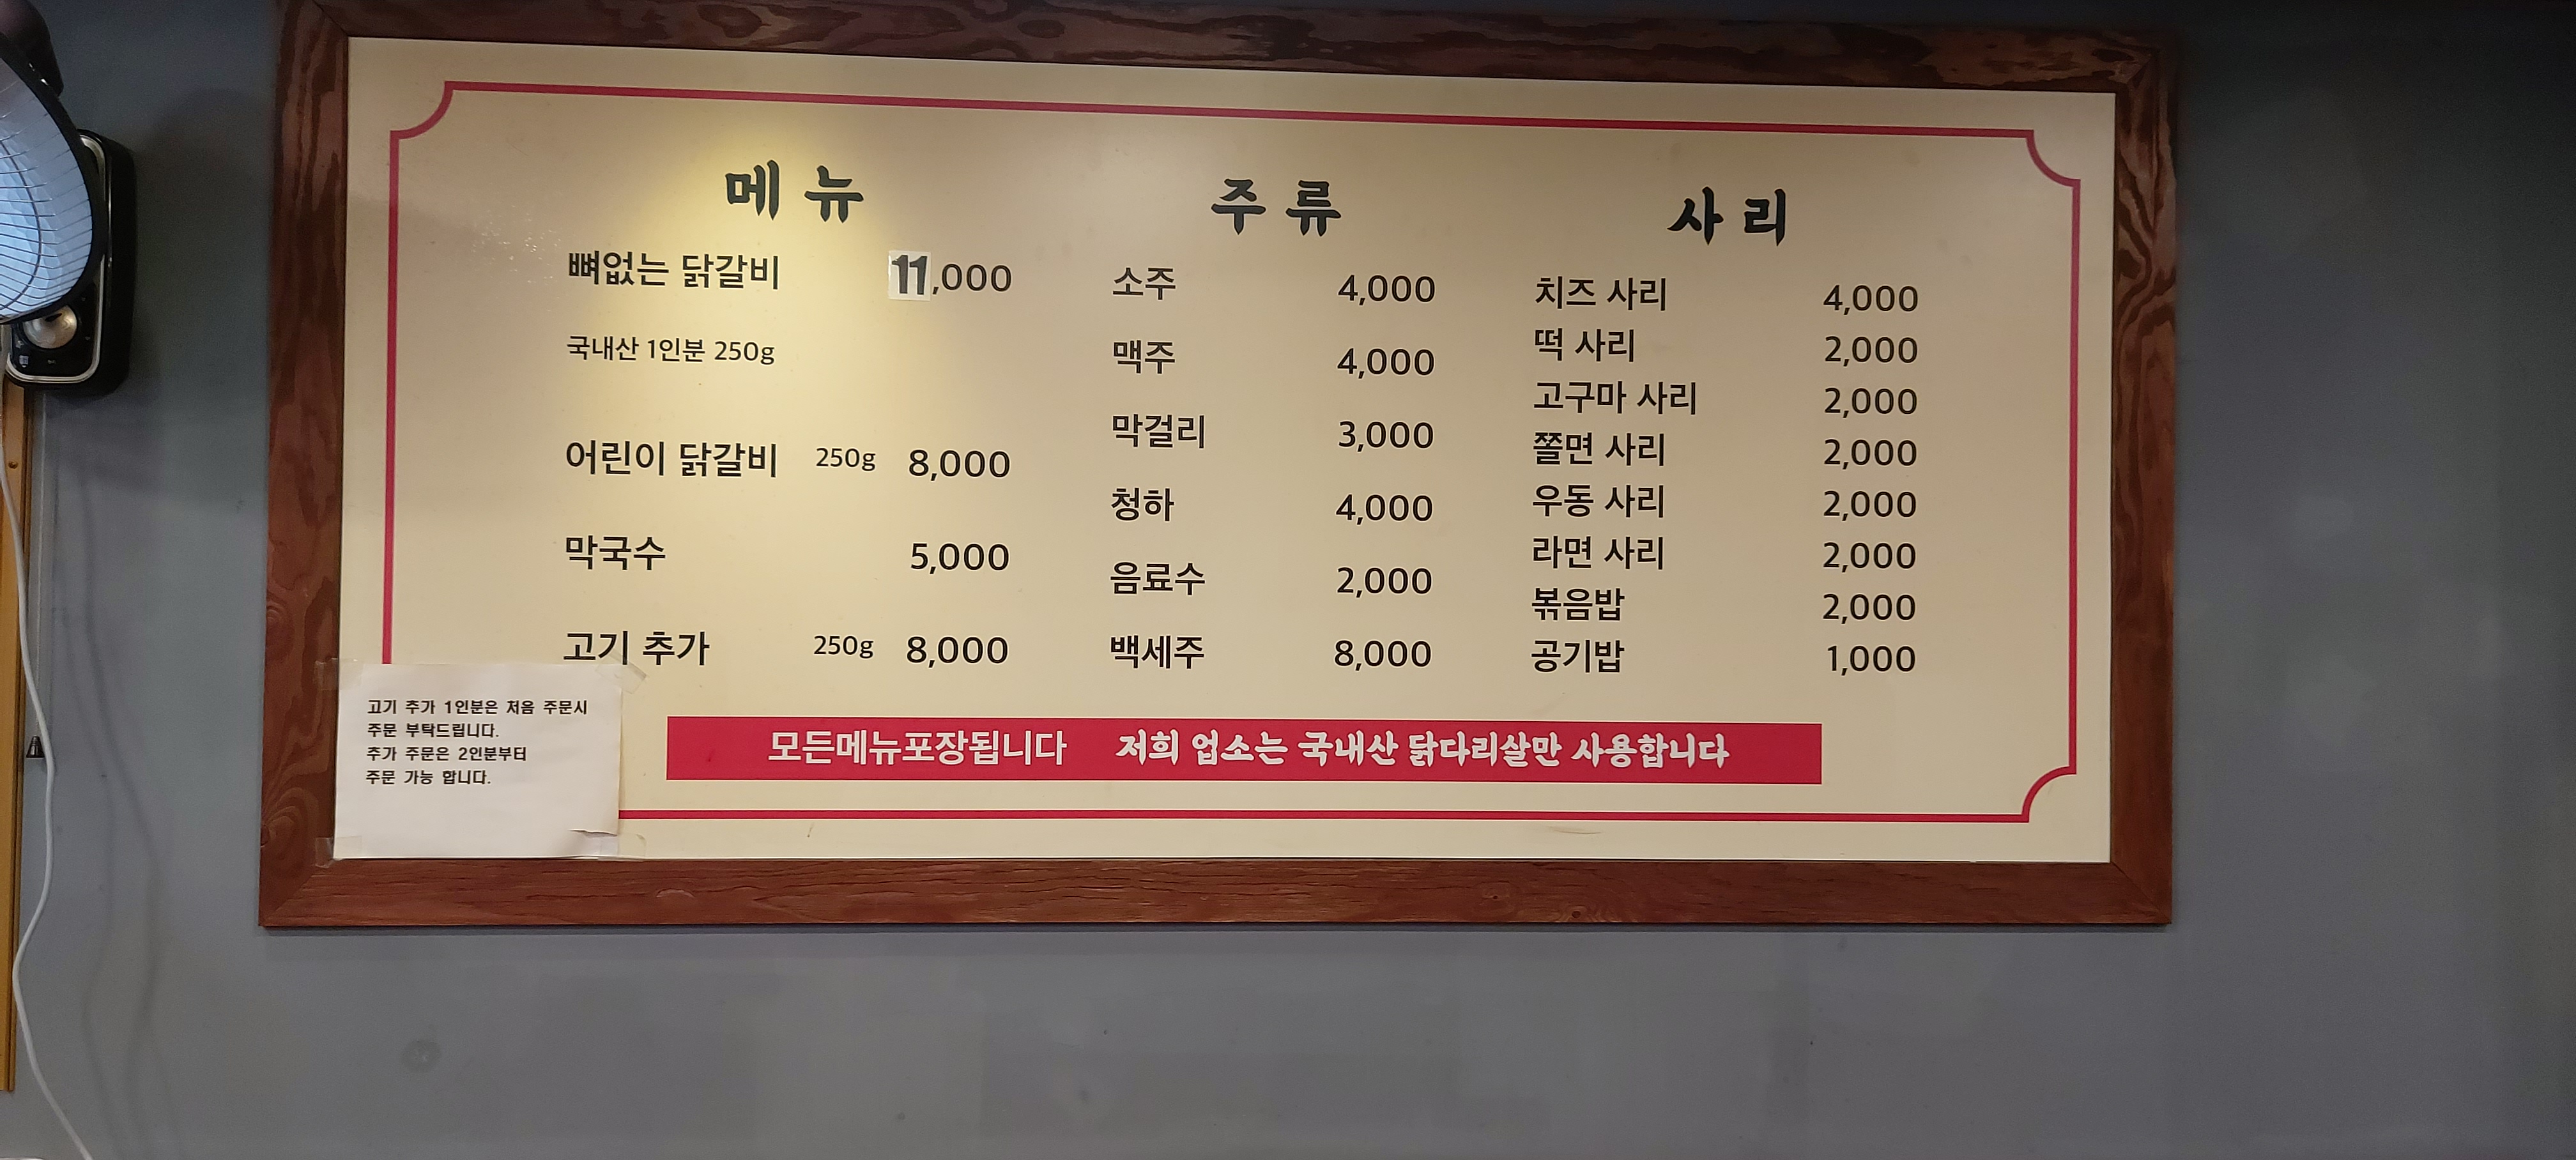 메뉴
뼈없는 닭갈비 11,000
국내산 1인분 250g
어린이 닭갈비 250g 8,000
막국수 5,000
고기 추가 250g 8,000
주류
소주 4,000
맥주 4,000
막걸리 3,000
청하 4,000
음료수 2,000
백세주 8,000
사리
치즈 사리 4,000
떡 사리 2,000
고구마 사리 2,000
쫄면 사리 2,000
우동 사리 2,000
라면 사리 2,000
볶음밥 2,000
공기밥 1,000
고기 추가 1인분은 처음 주문시
주문 부탁드립니다.
추가 주문은 2인분부터
주문 가능 합니다.
모든메뉴포장됩니다 저희 업소는 국내산 닭다리살만 사용합니다